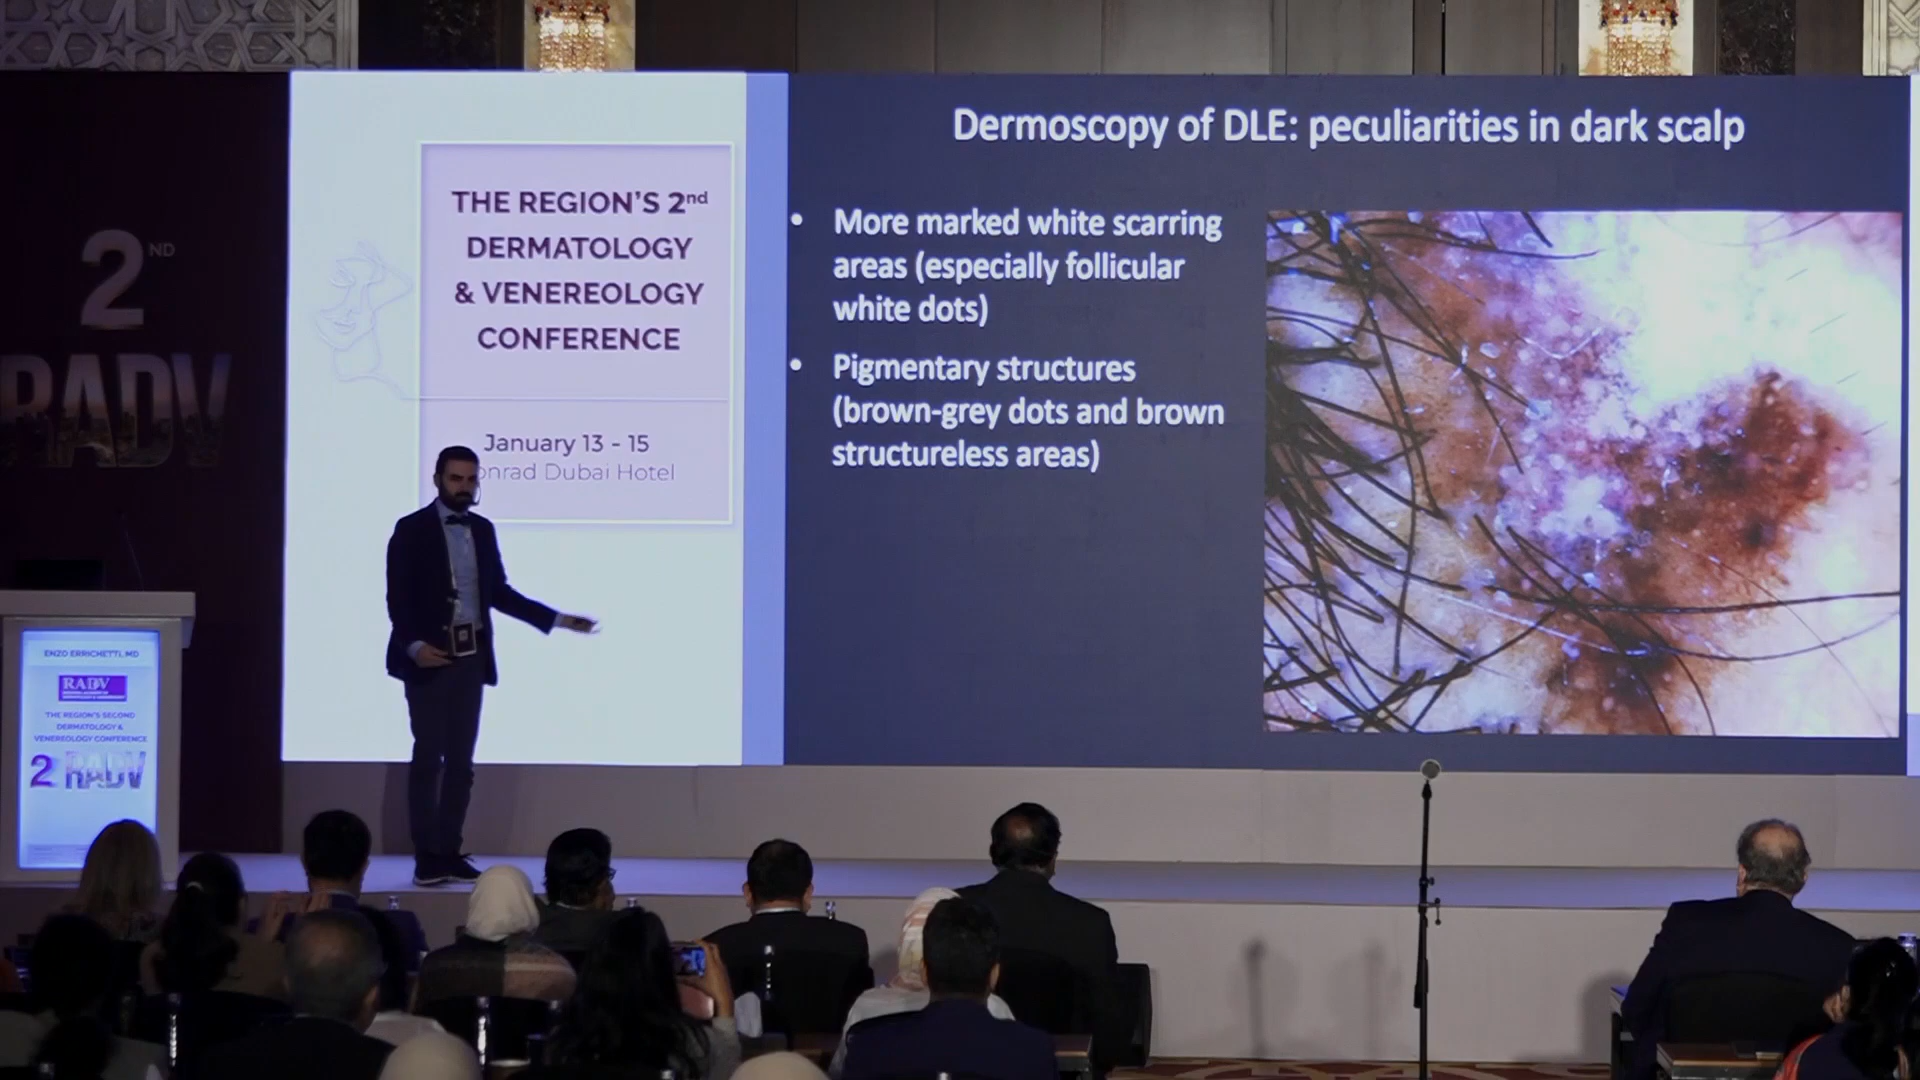 THE REGION'S 2nd
DERMATOLOGY
& VENEREOLOGY
CONFERENCE
January 13 - 15
onrad Dubai Hotel
Dermoscopy of DLE: peculiarities in dark scalp
• More marked white scarring
areas (especially follicular
white dots)
• Pigmentary structures
(brown-grey dots and brown
structureless areas)
2ND
RADV
ENZO ERRICHETTI, MD
RADV
THE REGION'S SECOND
DERMATOLOGY &
VENEREOLOGY CONFERENCE
2 RADV